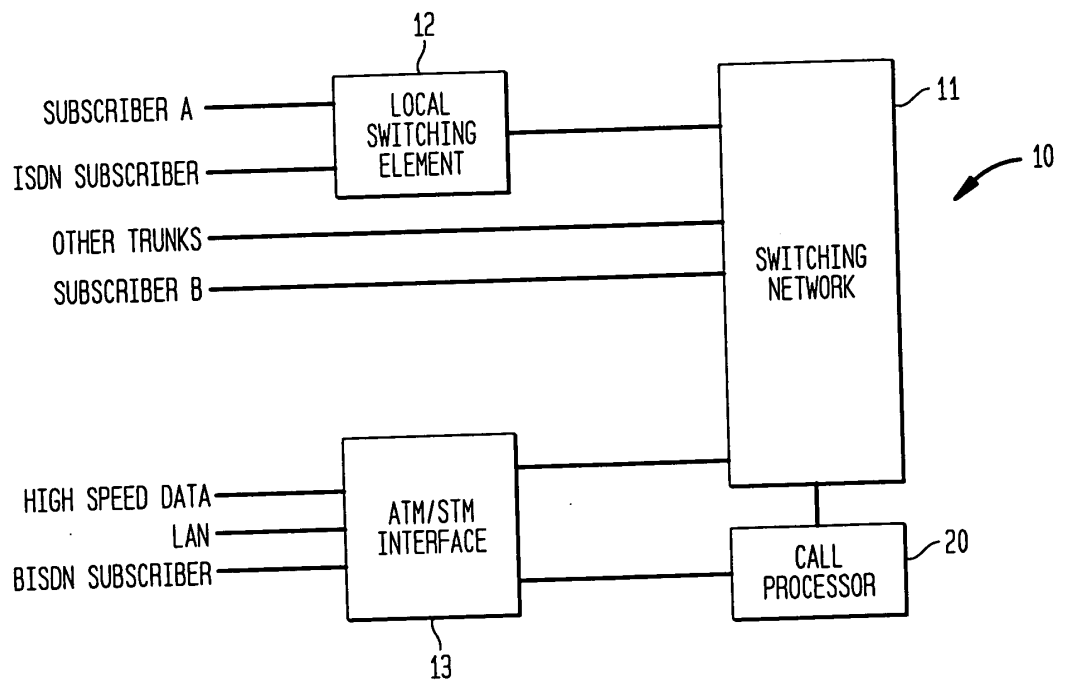 12
SUBSCRIBER A
LOCAL
SWITCHING
ELEMENT
11
ISDN SUBSCRIBER
10
OTHER TRUNKS
SUBSCRIBER B
SWITCHING
NETWORK
HIGH SPEED DATA
LAN
BISDN SUBSCRIBER
ATM/STM
INTERFACE
CALL
PROCESSOR
20
13